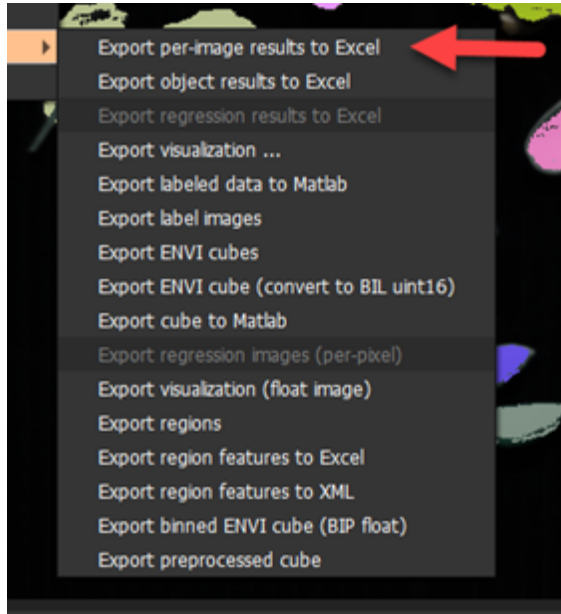 Export per-image results to Excel
Export object results to Excel
Export regression results to Excel
Export visualization ...
Export labeled data to Matlab
Export label images
Export ENVI cubes
Export ENVI cube (convert to BIL uint16)
Export cube to Matlab
Export regression images (per-pixel)
Export visualization (float image)
Export regions
Export region features to Excel
Export region features to XML
Export binned ENVI cube (BIP float)
Export preprocessed cube